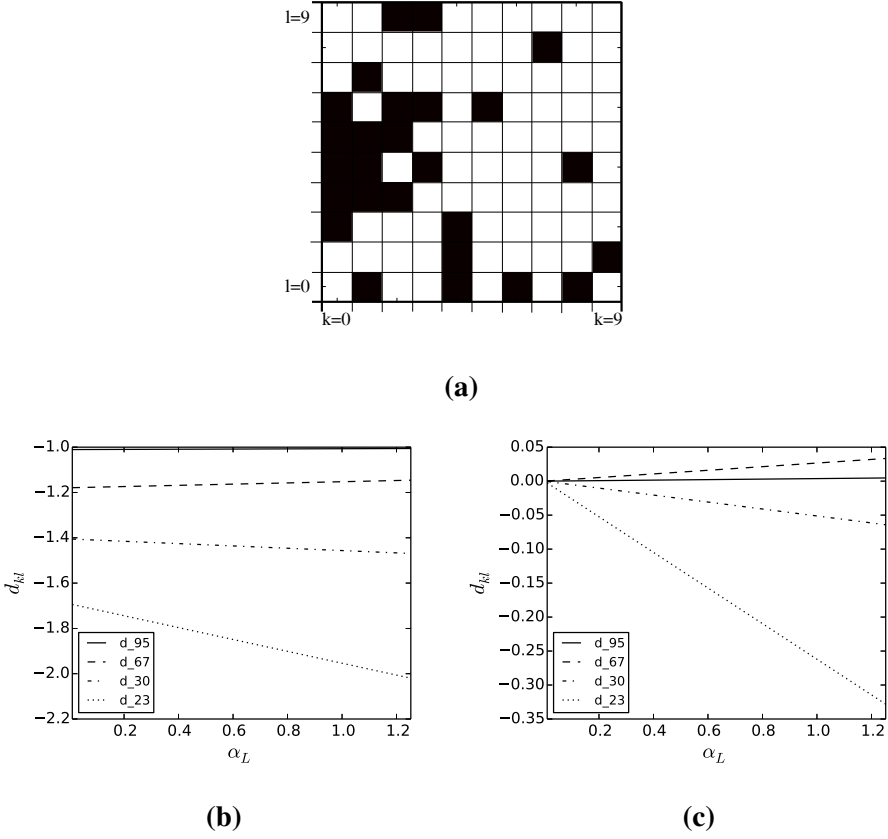 l=9
l=0
k=0 k=9
(a)
−1.0
−1.2
−1.4
−1.6
−1.8
−2.0
−2.2
d_kl
d_95
d_67
d_30
d_23
0.2 0.4 0.6 0.8 1.0 1.2
α_L
(b)
0.05
0.00
−0.05
−0.10
−0.15
−0.20
−0.25
−0.30
−0.35
d_kl
d_95
d_67
d_30
d_23
0.2 0.4 0.6 0.8 1.0 1.2
α_L
(c)